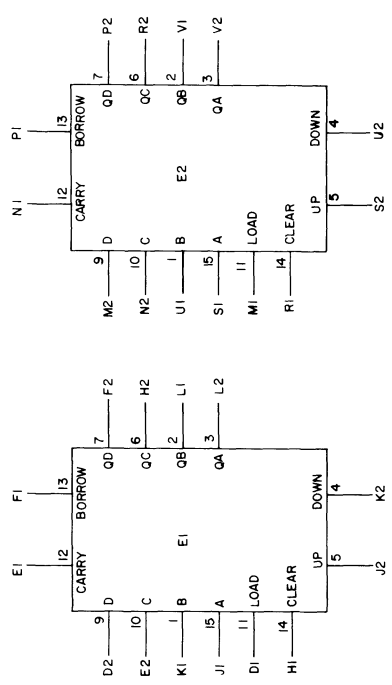 P1 N1
13 12
BORROW CARRY
9 D QD 7
M2 P2
10 C QC 6
N2 R2
E2
1 B QB 2
U1 V1
15 A QA 3
S1 V2
11 LOAD
M1
14 CLEAR
R1
UP DOWN
5 4
S2 U2
F1 E1
13 12
BORROW CARRY
9 D QD 7
D2 F2
10 C QC 6
E2 H2
E1
1 B QB 2
K1 L1
15 A QA 3
J1 L2
11 LOAD
D1
14 CLEAR
H1
UP DOWN
5 4
J2 K2